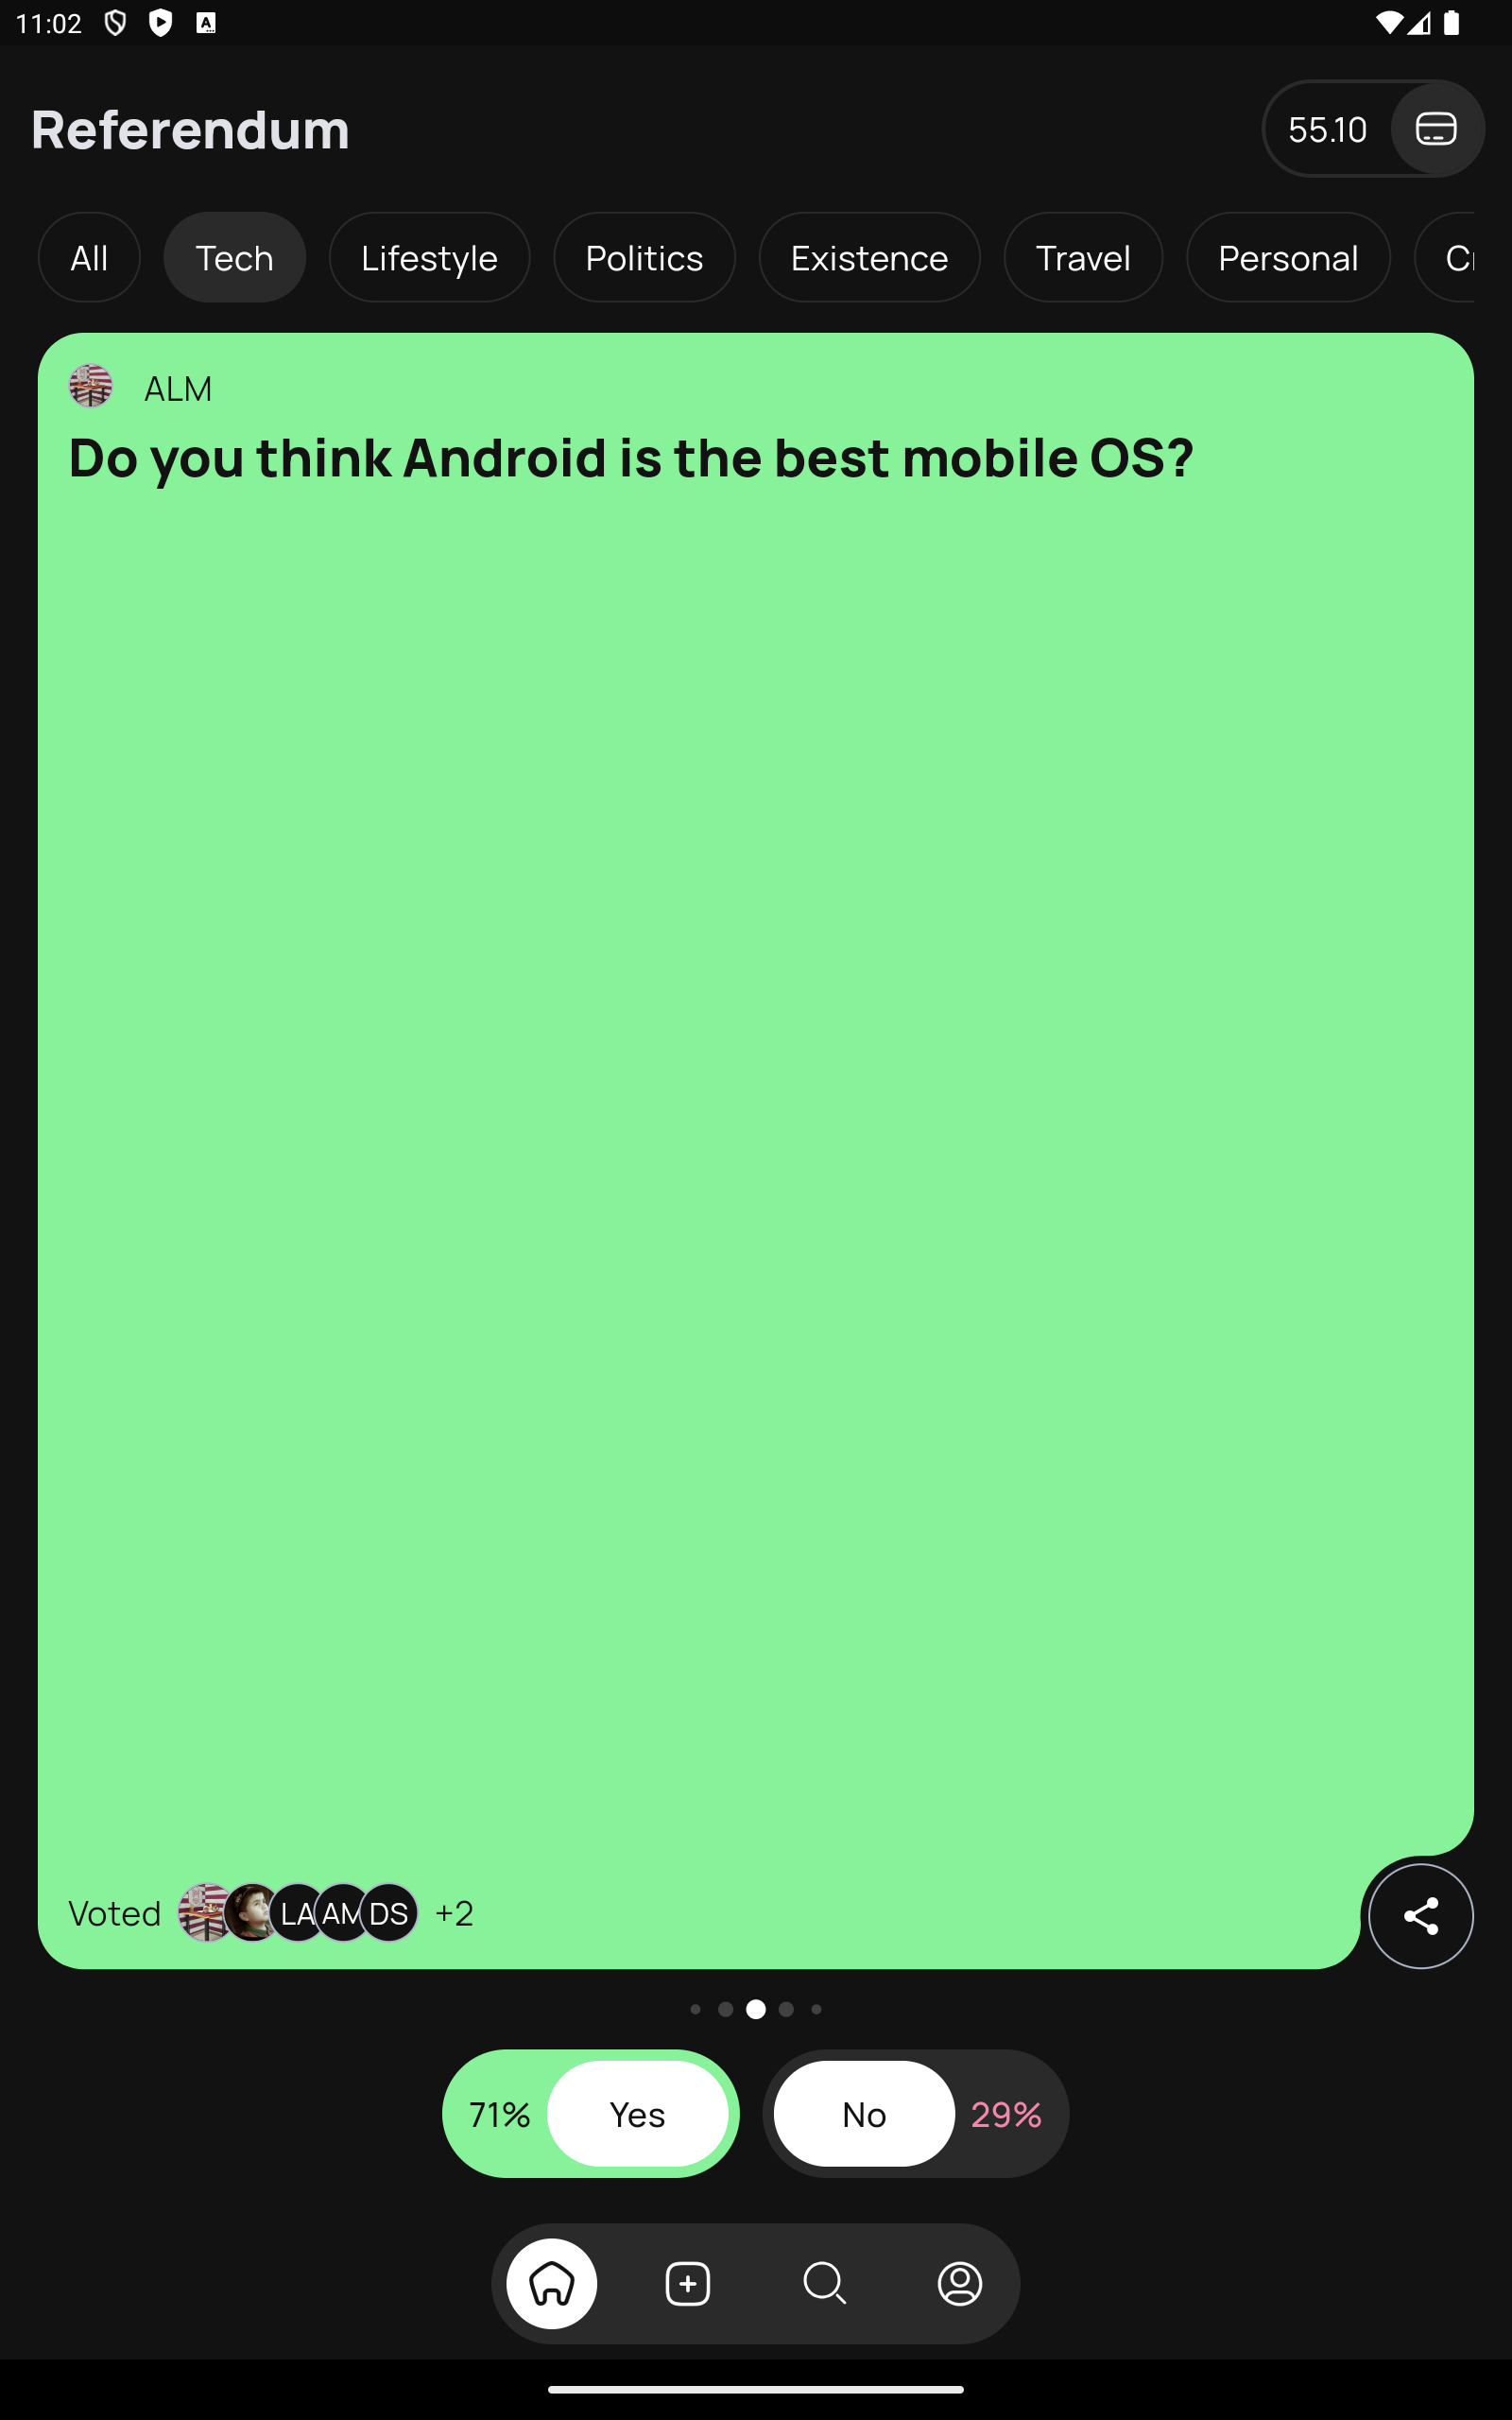 11:02
Referendum
55.10
All Tech Lifestyle Politics Existence Travel Personal
ALM
Do you think Android is the best mobile OS?
Voted LA AM DS +2
71% Yes No 29%